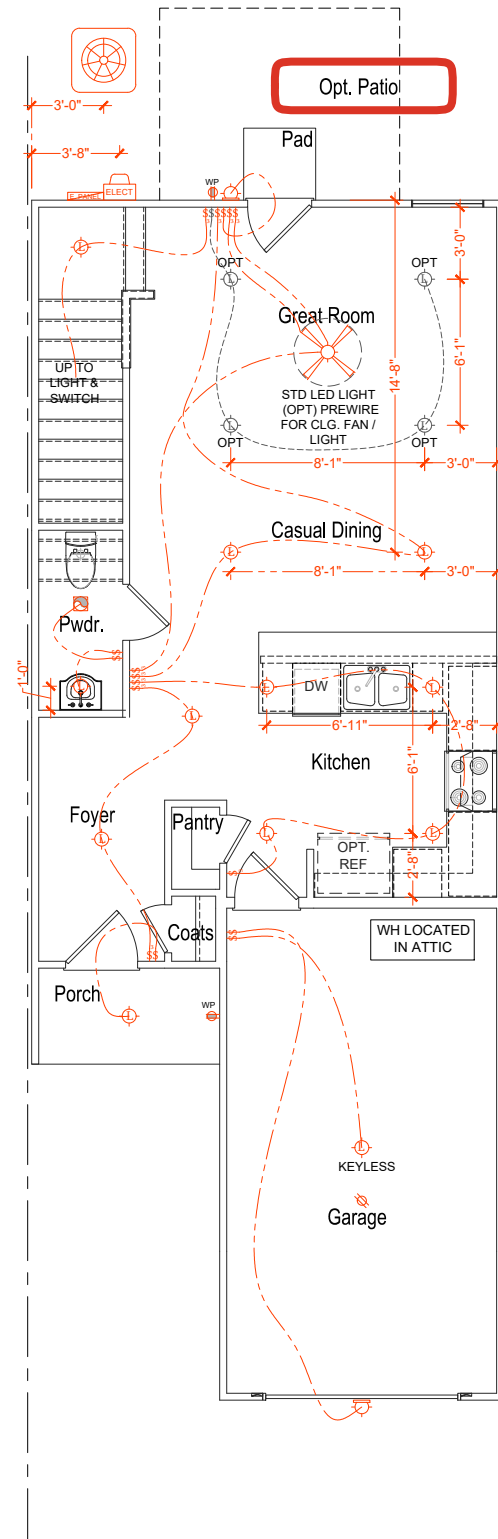 Opt. Patio
3'-0"
3'-8"
Pad
WP
E. PANEL
ELECT
OPT
OPT
3'-0"
Great Room
6'-1"
14'-8"
UP TO
LIGHT &
SWITCH
STD LED LIGHT
(OPT) PREWIRE
FOR CLG. FAN /
LIGHT
OPT
OPT
8'-1"
3'-0"
Casual Dining
8'-1"
3'-0"
Pwdr.
1'-0"
DW
6'-11"
2'-8"
Kitchen
6'-1"
Foyer
Pantry
OPT.
REF
2'-8"
Coats
WH LOCATED
IN ATTIC
Porch
WP
KEYLESS
Garage